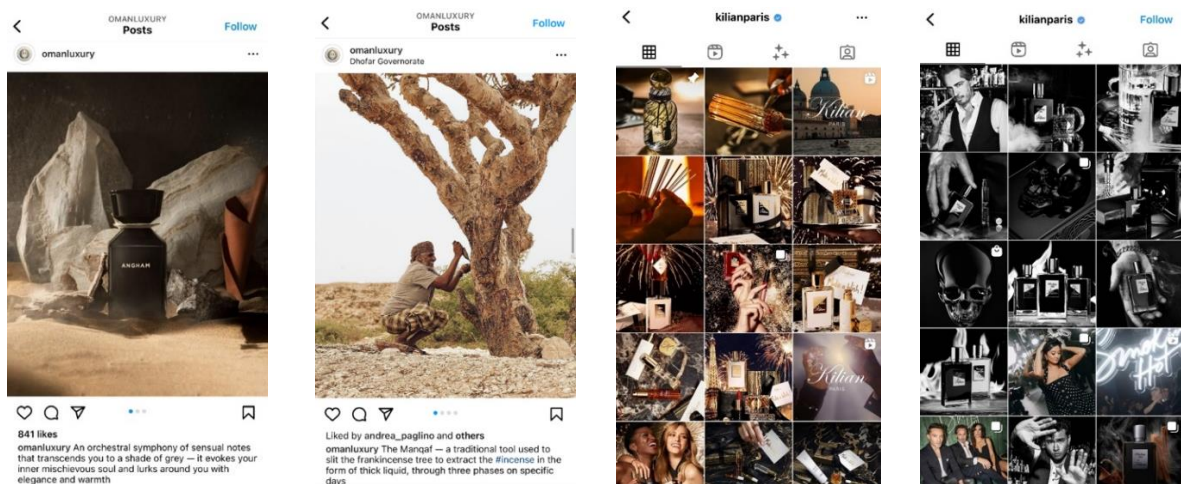 OMANLUXURY
Posts
Follow
omanluxury
ANGHAM
841 likes
omanluxury An orchestral symphony of sensual notes
that transcends you to a shade of grey — it evokes your
inner mischievous soul and lurks around you with
elegance and warmth
OMANLUXURY
Posts
Follow
omanluxury
Dhofar Governorate
Liked by andrea_paglino and others
omanluxury The Manqaf — a traditional tool used to
slit the frankincense tree to extract the #incense in the
form of thick liquid, through three phases on specific
days
kilianparis
Kilian
PARIS
Kilian
PARIS
kilianparis
Follow
Smoking
Hot